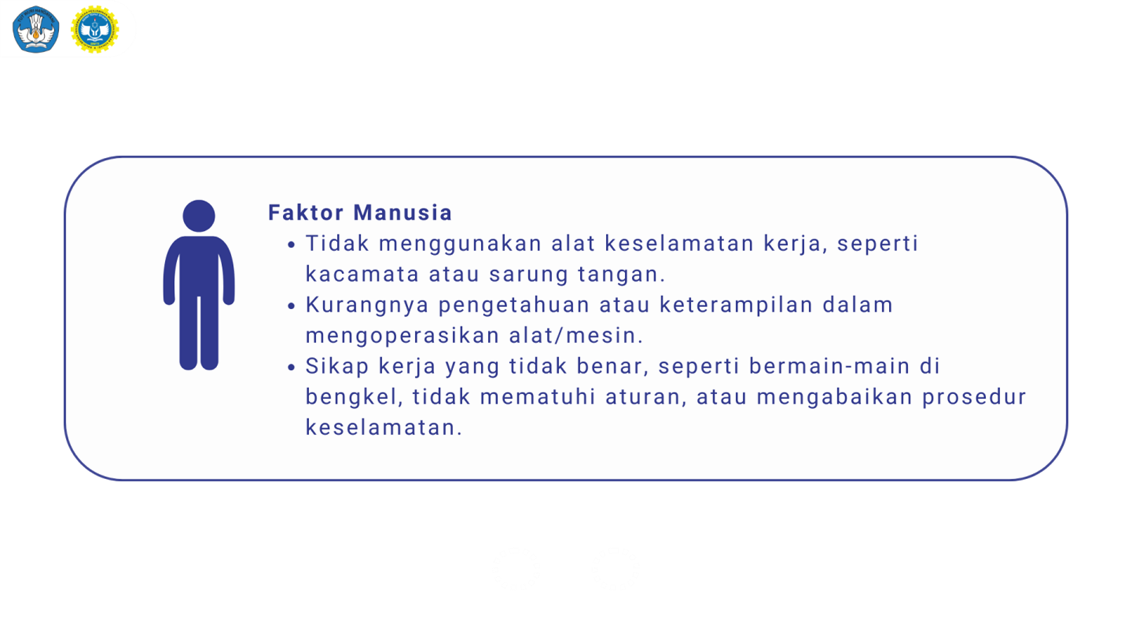 Faktor Manusia
• Tidak menggunakan alat keselamatan kerja, seperti
kacamata atau sarung tangan.
• Kurangnya pengetahuan atau keterampilan dalam
mengoperasikan alat/mesin.
• Sikap kerja yang tidak benar, seperti bermain-main di
bengkel, tidak mematuhi aturan, atau mengabaikan prosedur
keselamatan.